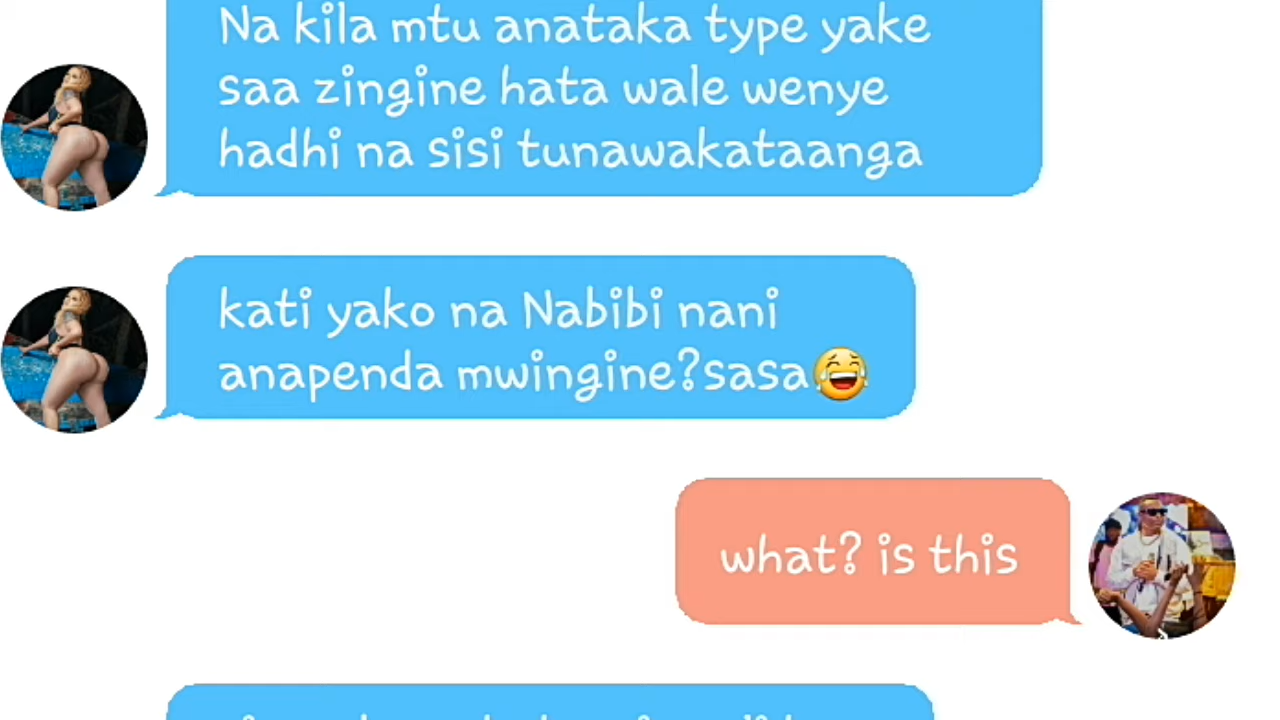 Na kila mtu anataka type yake
saa zingine hata wale wenye
hadhi na sisi tunawakataanga
kati yako na Nabibi nani
anapenda mwingine?sasa😂
what? is this